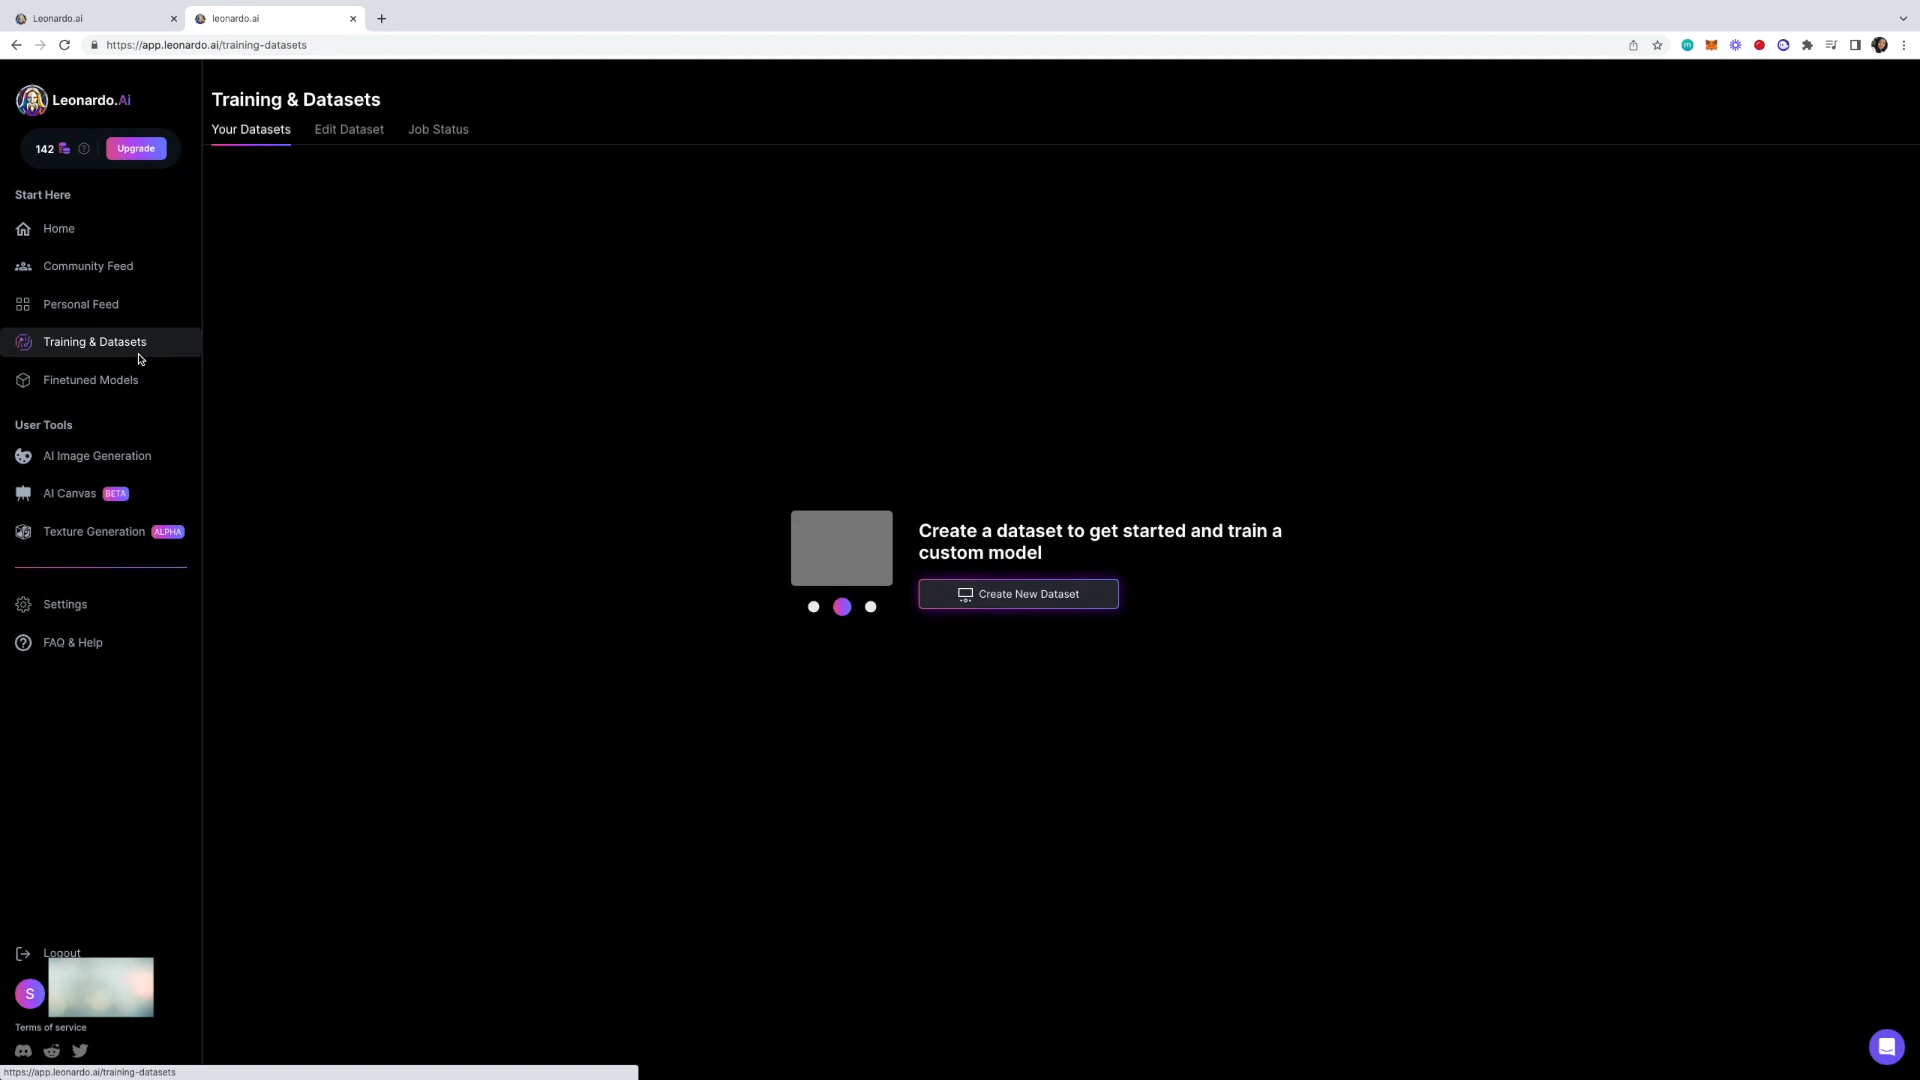 Leonardo.ai
leonardo.ai
https://app.leonardo.ai/training-datasets
Leonardo.Ai
142
Upgrade
Start Here
Home
Community Feed
Personal Feed
Training & Datasets
Finetuned Models
User Tools
AI Image Generation
AI Canvas BETA
Texture Generation ALPHA
Settings
FAQ & Help
Logout
S
Terms of service
Training & Datasets
Your Datasets Edit Dataset Job Status
Create a dataset to get started and train a
custom model
Create New Dataset
https://app.leonardo.ai/training-datasets